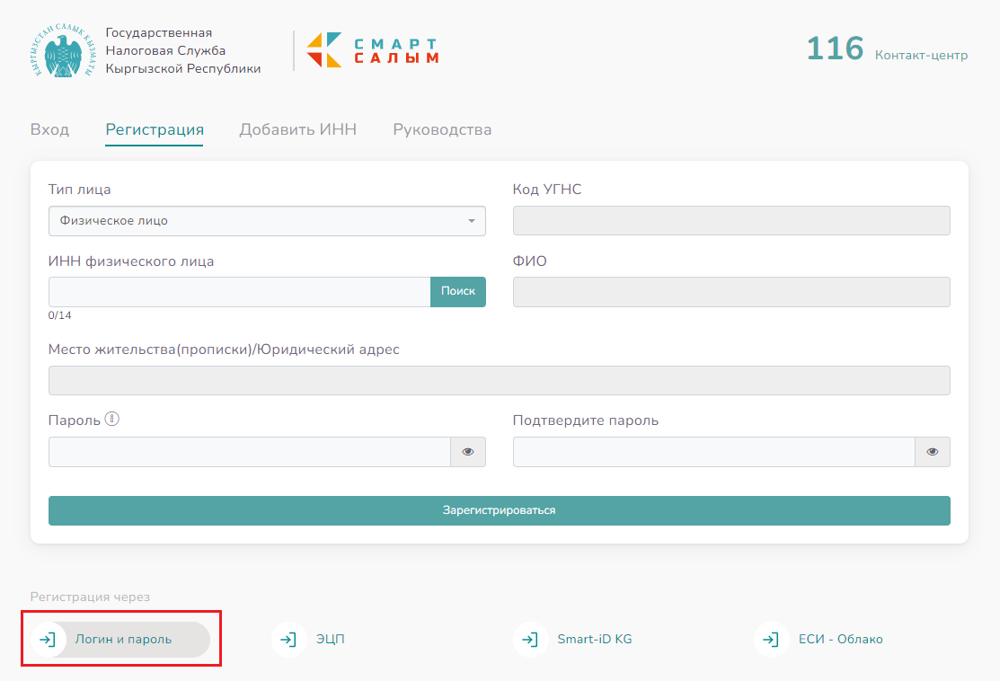 КЫРГЫЗСТАН САЛЫК КЫЗМАТЫ
Государственная
Налоговая Служба
Кыргызской Республики
СМАРТ
САЛЫМ
116 Контакт-центр
Вход Регистрация Добавить ИНН Руководства
Тип лица
Код УГНС
Физическое лицо
ИНН физического лица
ФИО
Поиск
0/14
Место жительства(прописки)/Юридический адрес
Пароль
Подтвердите пароль
Зарегистрироваться
Регистрация через
Логин и пароль
ЭЦП
Smart-iD KG
ЕСИ - Облако